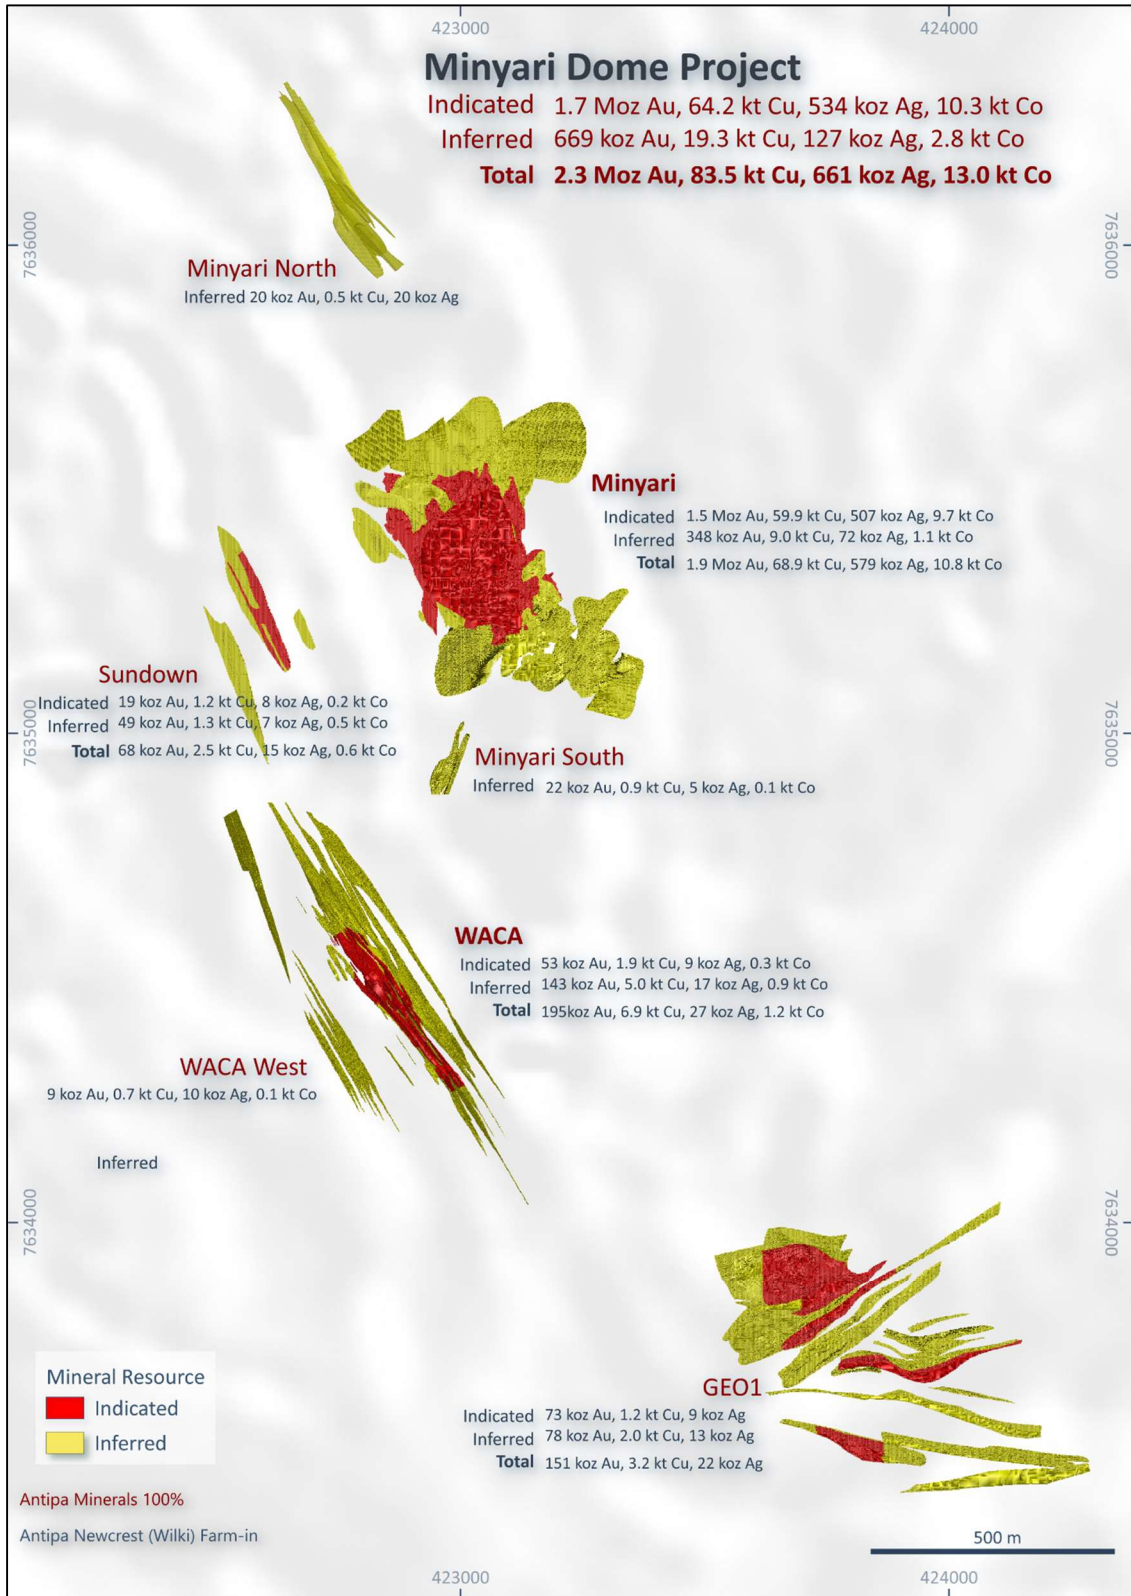 423000
424000
Minyari Dome Project
Indicated 1.7 Moz Au, 64.2 kt Cu, 534 koz Ag, 10.3 kt Co
Inferred 669 koz Au, 19.3 kt Cu, 127 koz Ag, 2.8 kt Co
Total 2.3 Moz Au, 83.5 kt Cu, 661 koz Ag, 13.0 kt Co
7636000
7636000
Minyari North
Inferred 20 koz Au, 0.5 kt Cu, 20 koz Ag
Minyari
Indicated 1.5 Moz Au, 59.9 kt Cu, 507 koz Ag, 9.7 kt Co
Inferred 348 koz Au, 9.0 kt Cu, 72 koz Ag, 1.1 kt Co
Total 1.9 Moz Au, 68.9 kt Cu, 579 koz Ag, 10.8 kt Co
Sundown
Indicated 19 koz Au, 1.2 kt Cu, 8 koz Ag, 0.2 kt Co
Inferred 49 koz Au, 1.3 kt Cu, 7 koz Ag, 0.5 kt Co
Total 68 koz Au, 2.5 kt Cu, 15 koz Ag, 0.6 kt Co
7635000
7635000
Minyari South
Inferred 22 koz Au, 0.9 kt Cu, 5 koz Ag, 0.1 kt Co
WACA
Indicated 53 koz Au, 1.9 kt Cu, 9 koz Ag, 0.3 kt Co
Inferred 143 koz Au, 5.0 kt Cu, 17 koz Ag, 0.9 kt Co
Total 195koz Au, 6.9 kt Cu, 27 koz Ag, 1.2 kt Co
WACA West
9 koz Au, 0.7 kt Cu, 10 koz Ag, 0.1 kt Co
Inferred
7634000
7634000
GEO1
Indicated 73 koz Au, 1.2 kt Cu, 9 koz Ag
Inferred 78 koz Au, 2.0 kt Cu, 13 koz Ag
Total 151 koz Au, 3.2 kt Cu, 22 koz Ag
Mineral Resource
Indicated
Inferred
Antipa Minerals 100%
Antipa Newcrest (Wilki) Farm-in
500 m
423000
424000